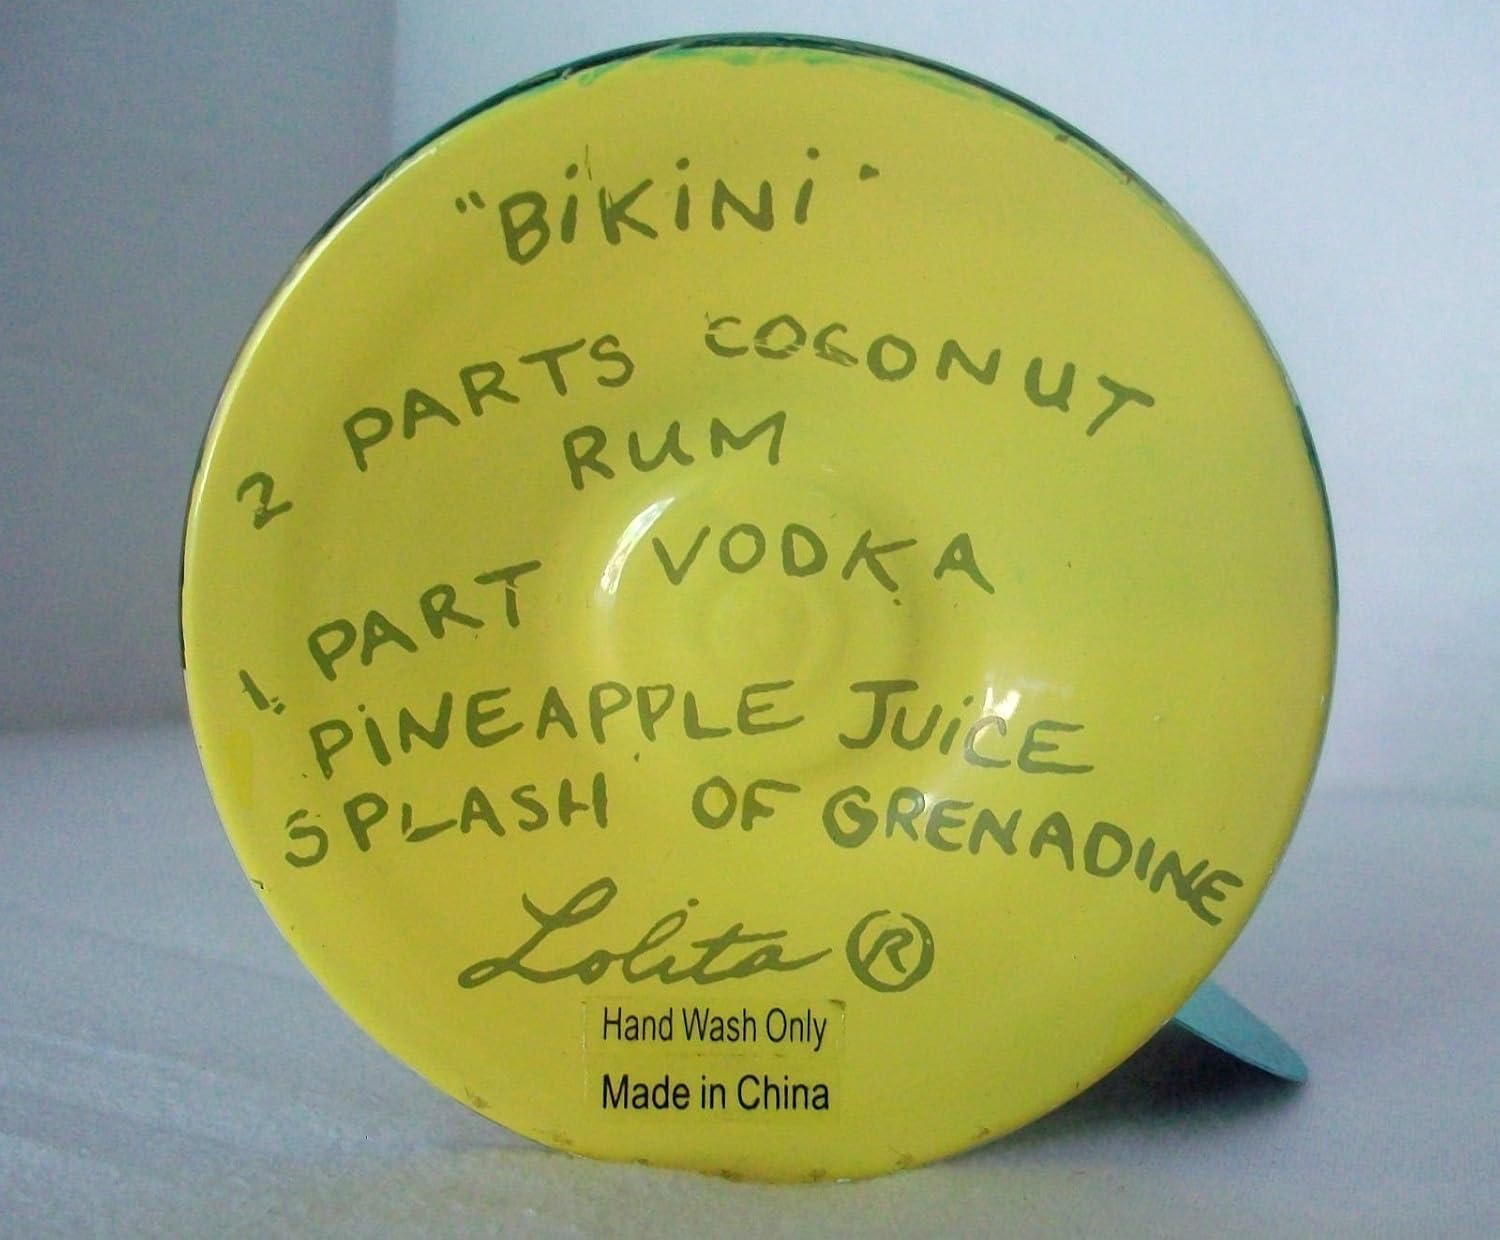 "BiKiNi"
2 PARTS COCONUT
RUM
1 PART VODKA
PiNEAPPLE JUiCE
SPLASH OF GRENADINE
Lolita ®
Hand Wash Only
Made in China